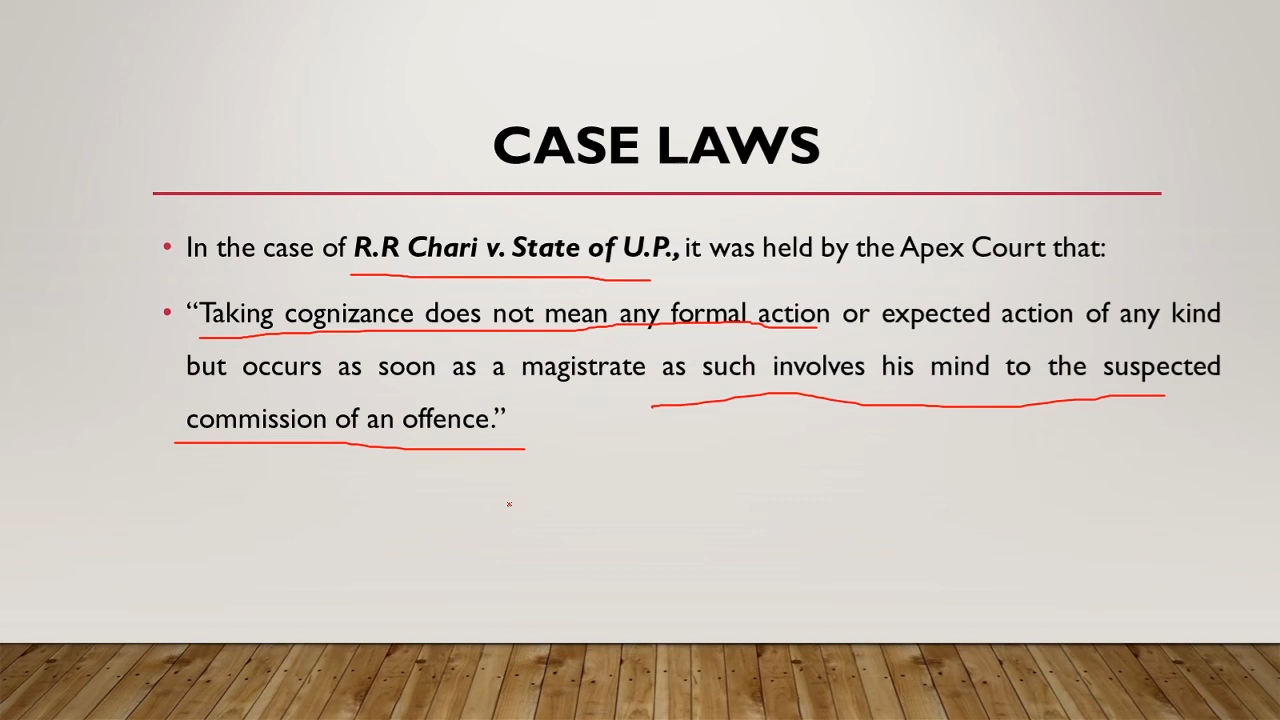 CASE LAWS
• In the case of R.R Chari v. State of U.P., it was held by the Apex Court that:
• “Taking cognizance does not mean any formal action or expected action of any kind
but occurs as soon as a magistrate as such involves his mind to the suspected
commission of an offence.”